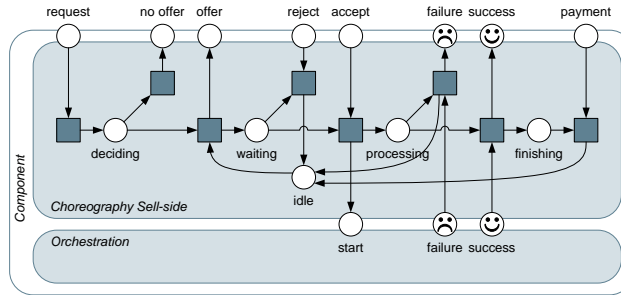 request no offer offer reject accept failure success payment
deciding waiting processing finishing
idle
Component
Choreography Sell-side
Orchestration
start failure success